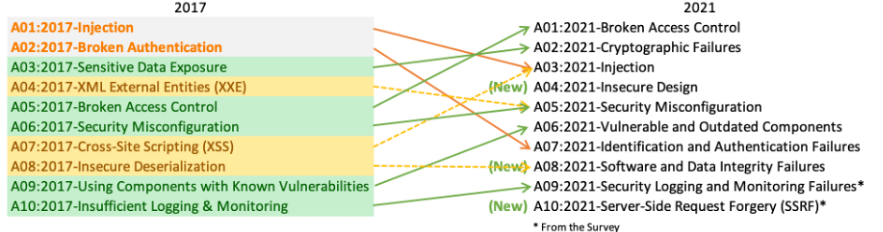 2017
A01:2017-Injection
A02:2017-Broken Authentication
A03:2017-Sensitive Data Exposure
A04:2017-XML External Entities (XXE)
A05:2017-Broken Access Control
A06:2017-Security Misconfiguration
A07:2017-Cross-Site Scripting (XSS)
A08:2017-Insecure Deserialization
A09:2017-Using Components with Known Vulnerabilities
A10:2017-Insufficient Logging & Monitoring
2021
A01:2021-Broken Access Control
A02:2021-Cryptographic Failures
A03:2021-Injection
(New) A04:2021-Insecure Design
A05:2021-Security Misconfiguration
A06:2021-Vulnerable and Outdated Components
A07:2021-Identification and Authentication Failures
(New) A08:2021-Software and Data Integrity Failures
A09:2021-Security Logging and Monitoring Failures*
(New) A10:2021-Server-Side Request Forgery (SSRF)*
* From the Survey